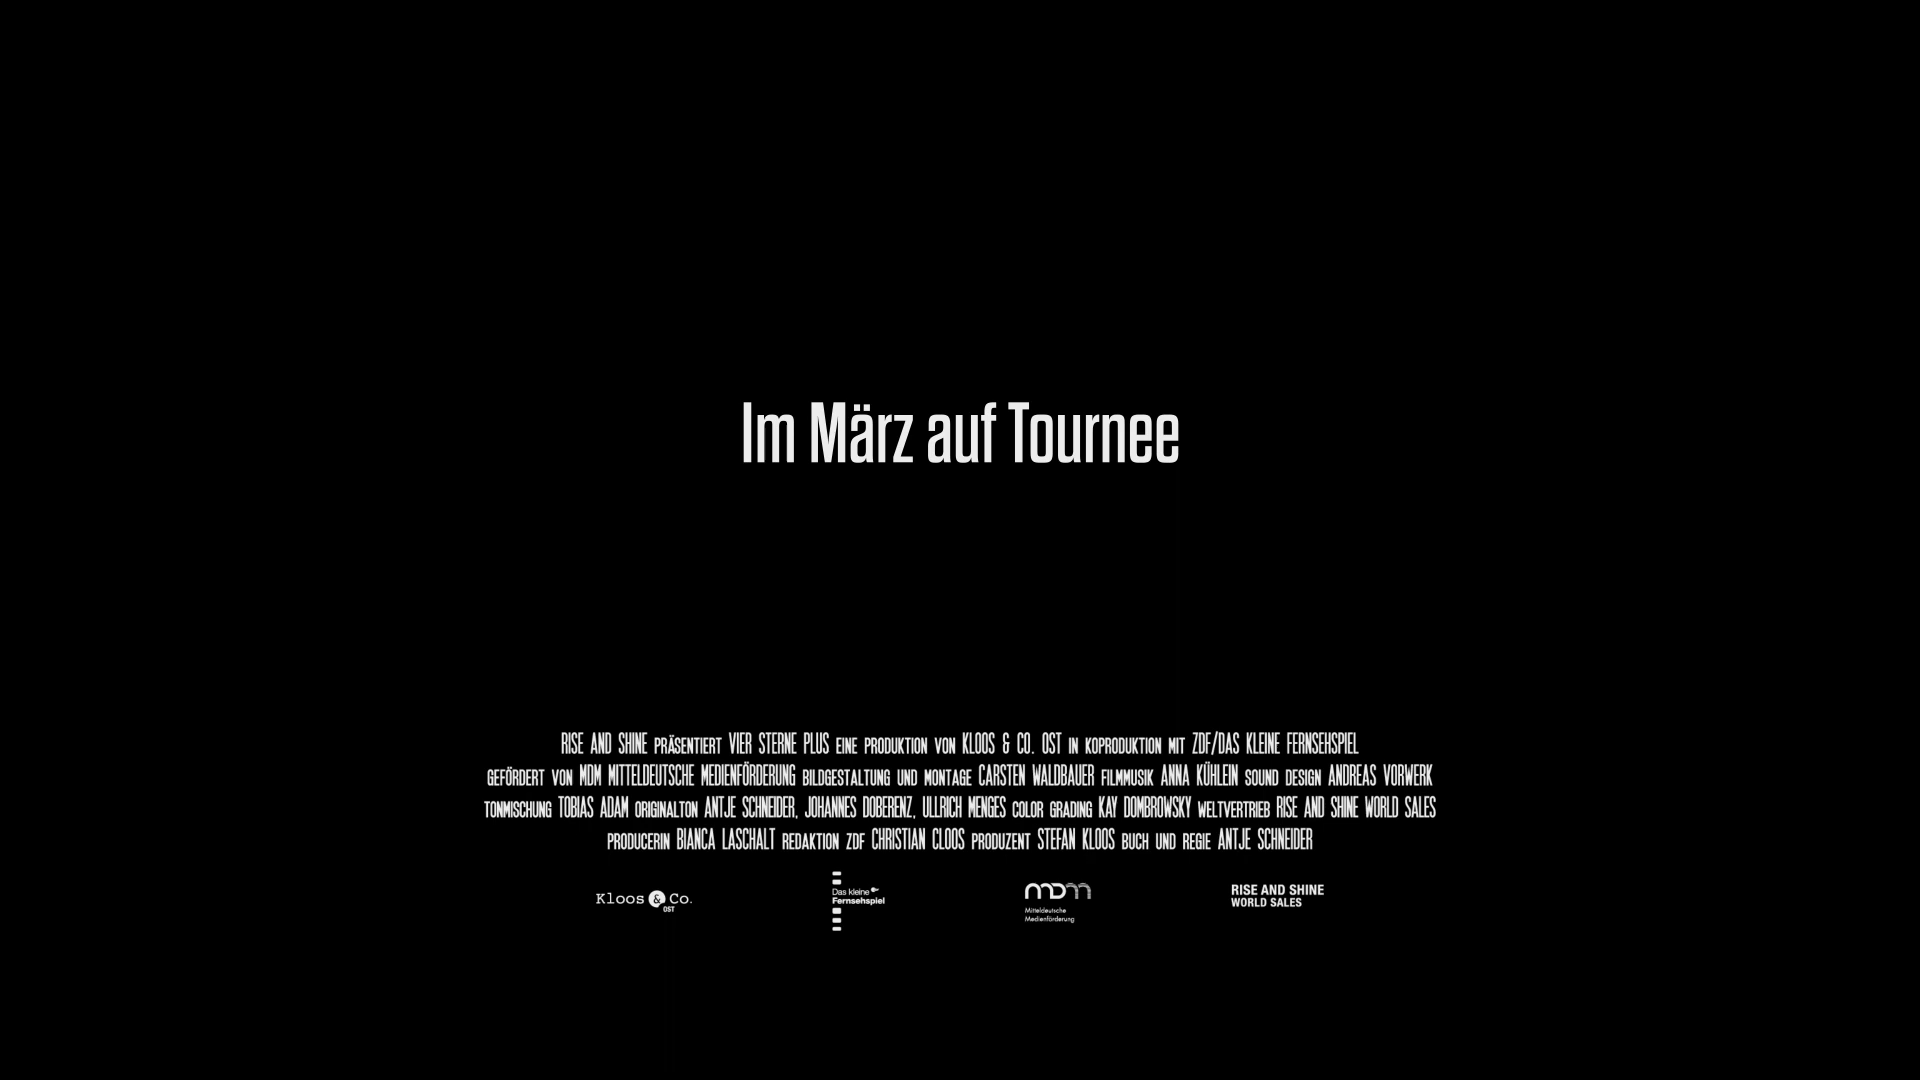 Im März auf Tournee
RISE AND SHINE PRÄSENTIERT VIER STERNE PLUS EINE PRODUKTION VON KLOOS & CO. OST IN KOPRODUKTION MIT ZDF/DAS KLEINE FERNSEHSPIEL
GEFÖRDERT VON MDM MITTELDEUTSCHE MEDIENFÖRDERUNG BILDGESTALTUNG UND MONTAGE CARSTEN WALDBAUER FILMMUSIK ANNA KÜHLEIN SOUND DESIGN ANDREAS VORWERK
TONMISCHUNG TOBIAS ADAM ORIGINALTON ANTJE SCHNEIDER, JOHANNES DOBERENZ, ULLRICH MENGES COLOR GRADING KAY DOMBROWSKY WELTVERTRIEB RISE AND SHINE WORLD SALES
PRODUCERIN BIANCA LASCHALT REDAKTION ZDF CHRISTIAN CLOOS PRODUZENT STEFAN KLOOS BUCH UND REGIE ANTJE SCHNEIDER
Kloos & Co.
OST
Das kleine
Fernsehspiel
mDm
Mitteldeutsche
Medienförderung
RISE AND SHINE
WORLD SALES